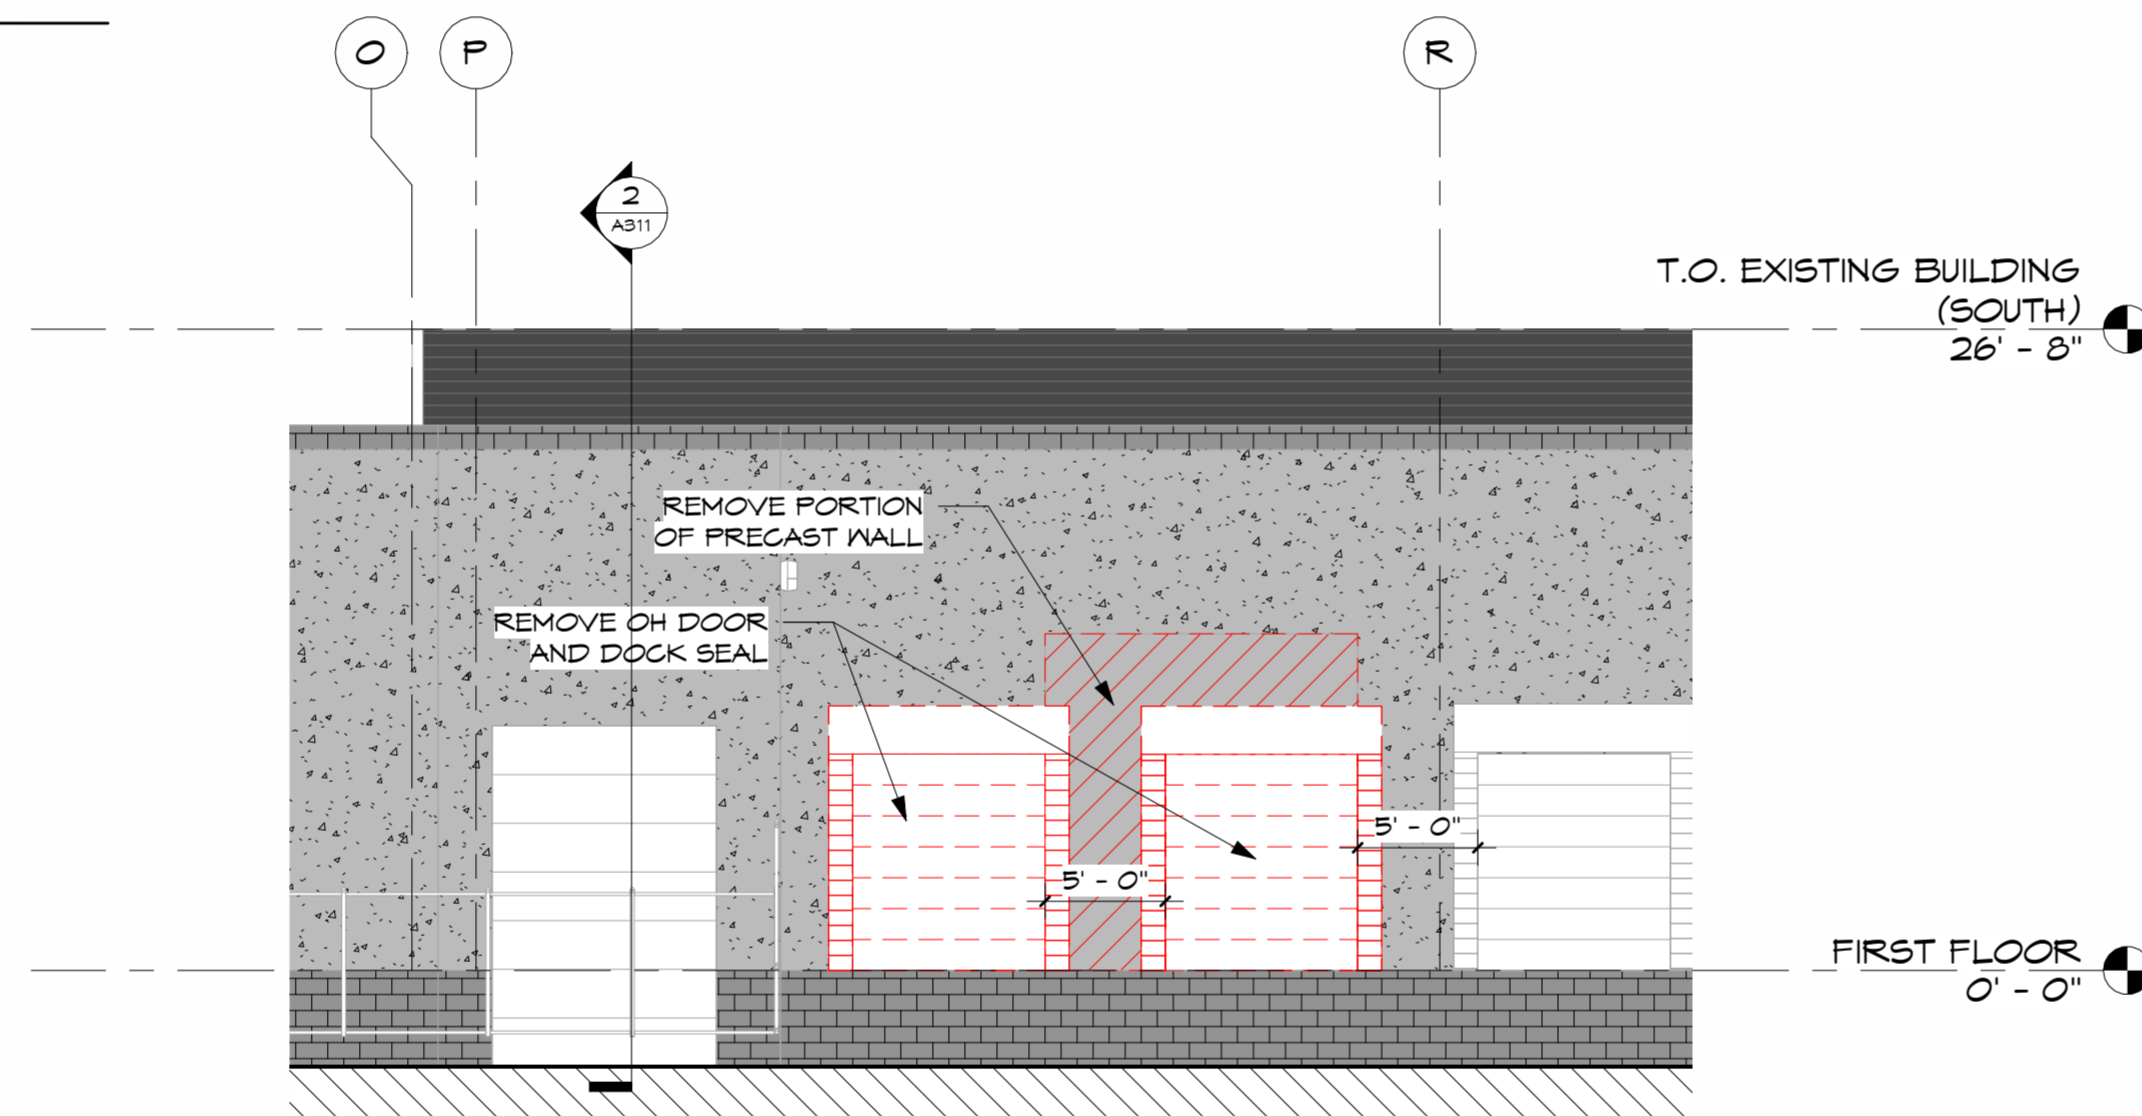 O P R
2
A311
T.O. EXISTING BUILDING
(SOUTH)
26' - 8"
REMOVE PORTION
OF PRECAST WALL
REMOVE OH DOOR
AND DOCK SEAL
5' - 0"
5' - 0"
FIRST FLOOR
0' - 0"